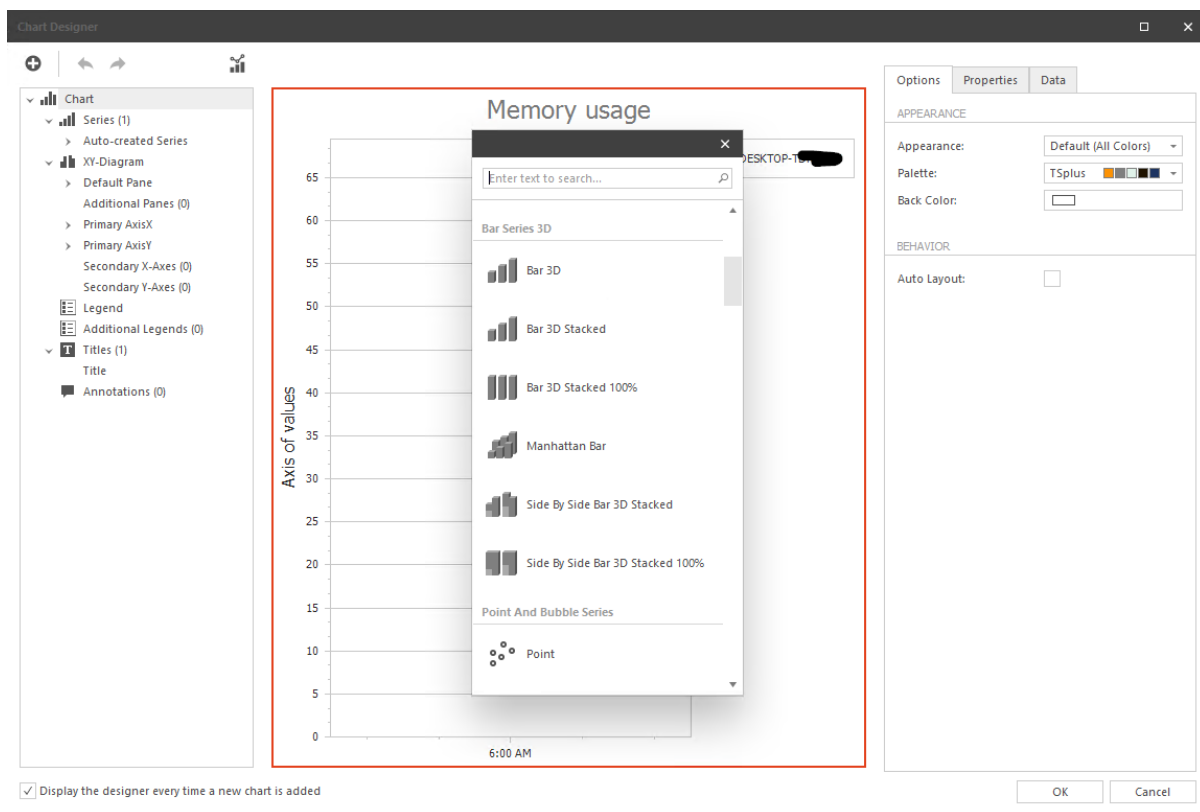 Chart Designer
Options
Properties
Data
Chart
Series (1)
Auto-created Series
XY-Diagram
Default Pane
Additional Panes (0)
Primary AxisX
Primary AxisY
Secondary X-Axes (0)
Secondary Y-Axes (0)
Legend
Additional Legends (0)
T Titles (1)
Title
Annotations (0)
Memory usage
65
60
55
50
45
40
35
30
25
20
15
10
5
0
Axis of values
6:00 AM
Enter text to search...
Bar Series 3D
Bar 3D
Bar 3D Stacked
Bar 3D Stacked 100%
Manhattan Bar
Side By Side Bar 3D Stacked
Side By Side Bar 3D Stacked 100%
Point And Bubble Series
Point
APPEARANCE
Appearance: Default (All Colors)
Palette: TSplus
Back Color:
BEHAVIOR
Auto Layout:
Display the designer every time a new chart is added
OK
Cancel